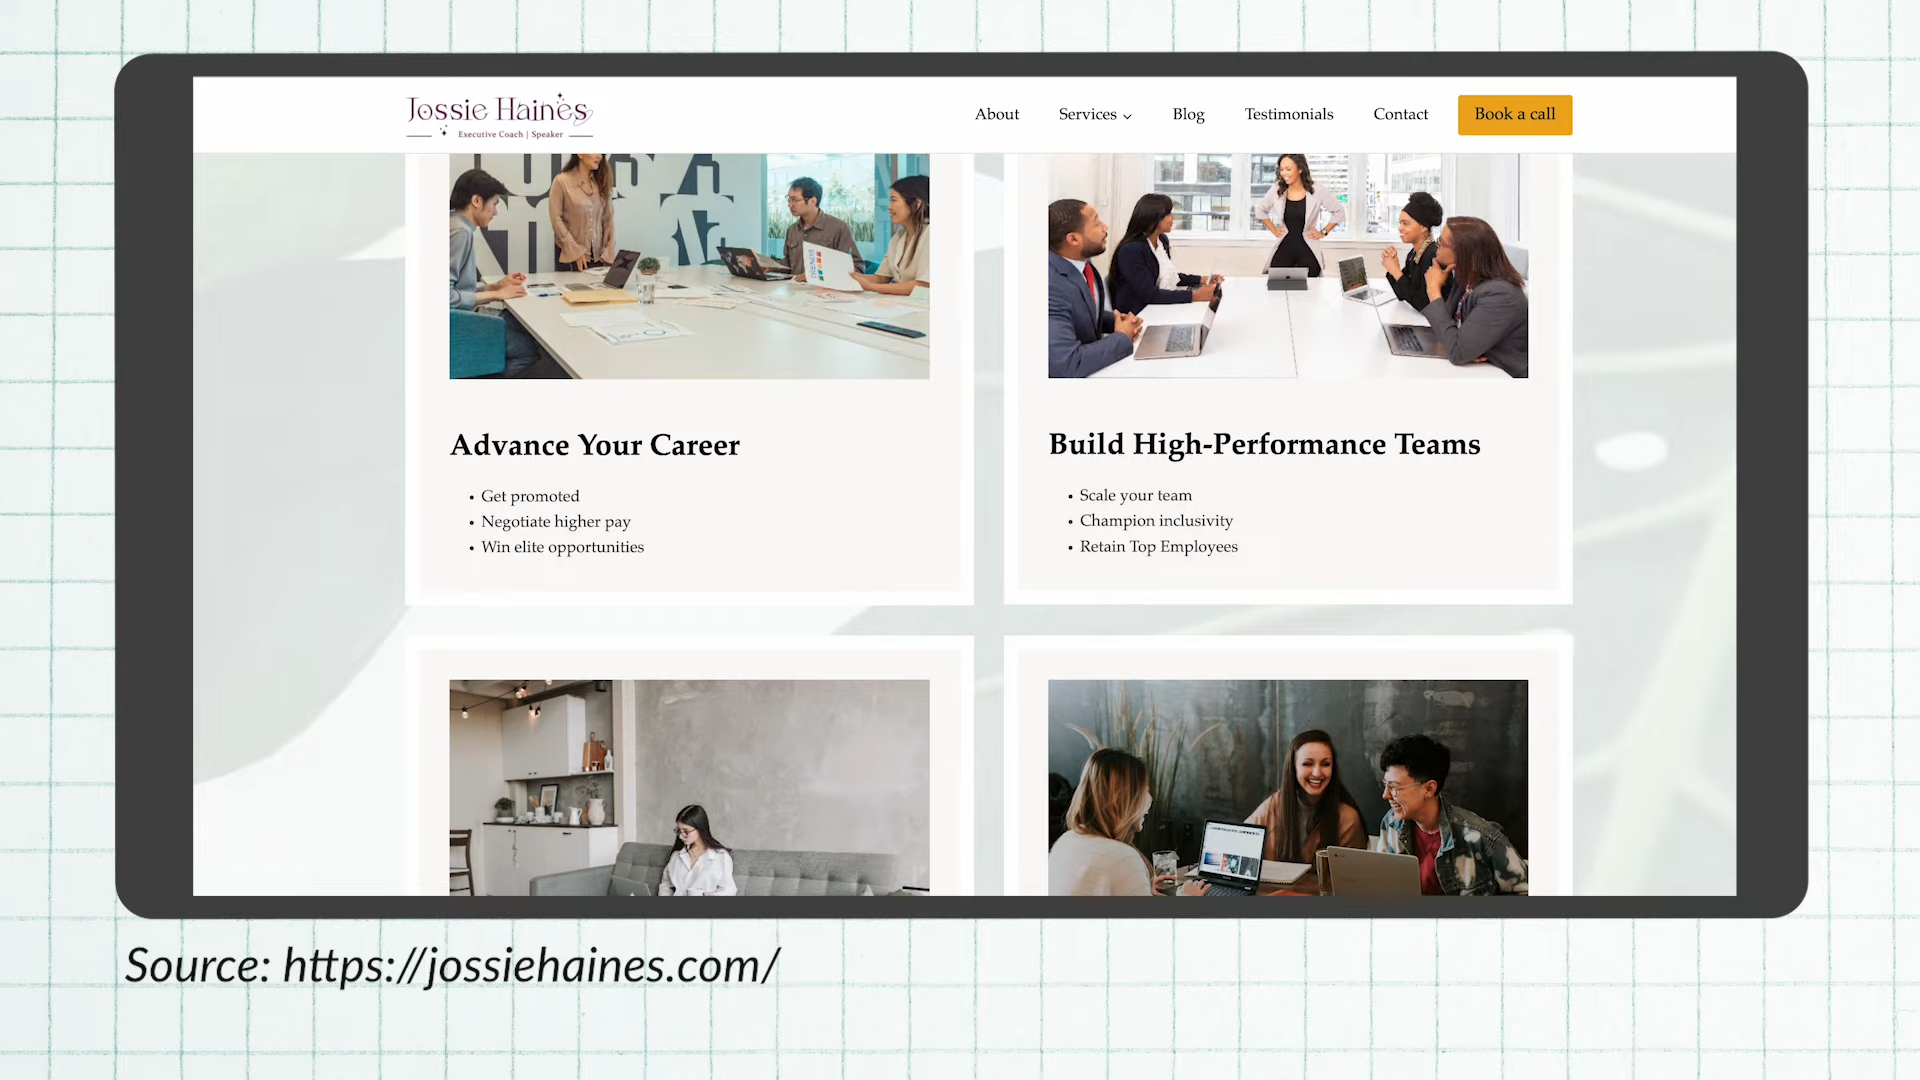 Jossie Haines
Executive Coach | Speaker
About
Services
Blog
Testimonials
Contact
Book a call
Advance Your Career
• Get promoted
• Negotiate higher pay
• Win elite opportunities
Build High-Performance Teams
• Scale your team
• Champion inclusivity
• Retain Top Employees
Source: https://jossiehaines.com/